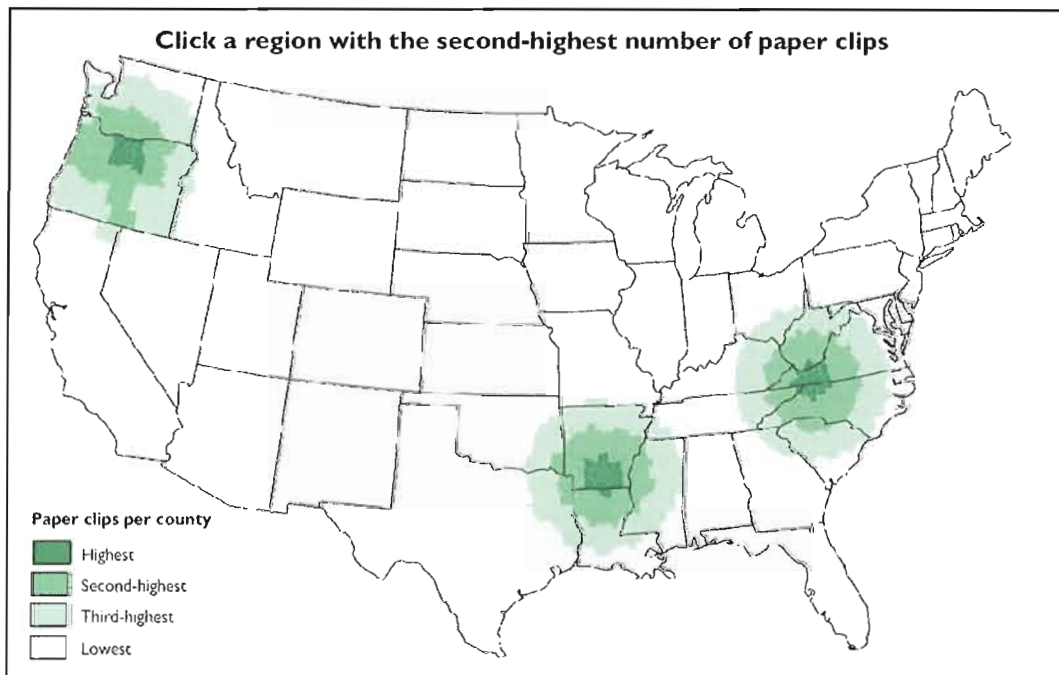 Click a region with the second-highest number of paper clips
Paper clips per county
Highest
Second-highest
Third-highest
Lowest